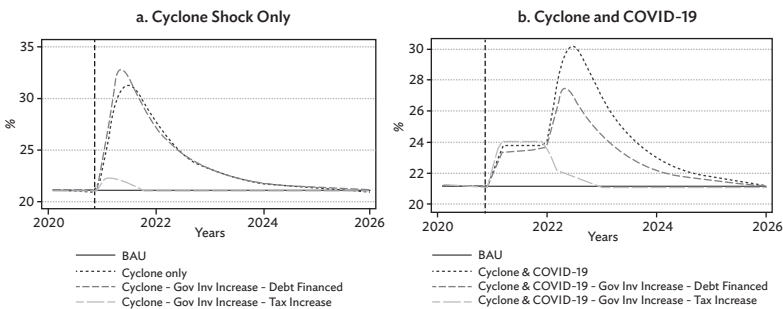 a. Cyclone Shock Only
35
30
25
20
%
2020
2022
2024
2026
Years
BAU
Cyclone only
Cyclone – Gov Inv Increase – Debt Financed
Cyclone – Gov Inv Increase – Tax Increase
b. Cyclone and COVID-19
30
28
26
24
22
20
%
2020
2022
2024
2026
Years
BAU
Cyclone & COVID-19
Cyclone & COVID-19 – Gov Inv Increase – Debt Financed
Cyclone & COVID-19 – Gov Inv Increase – Tax Increase